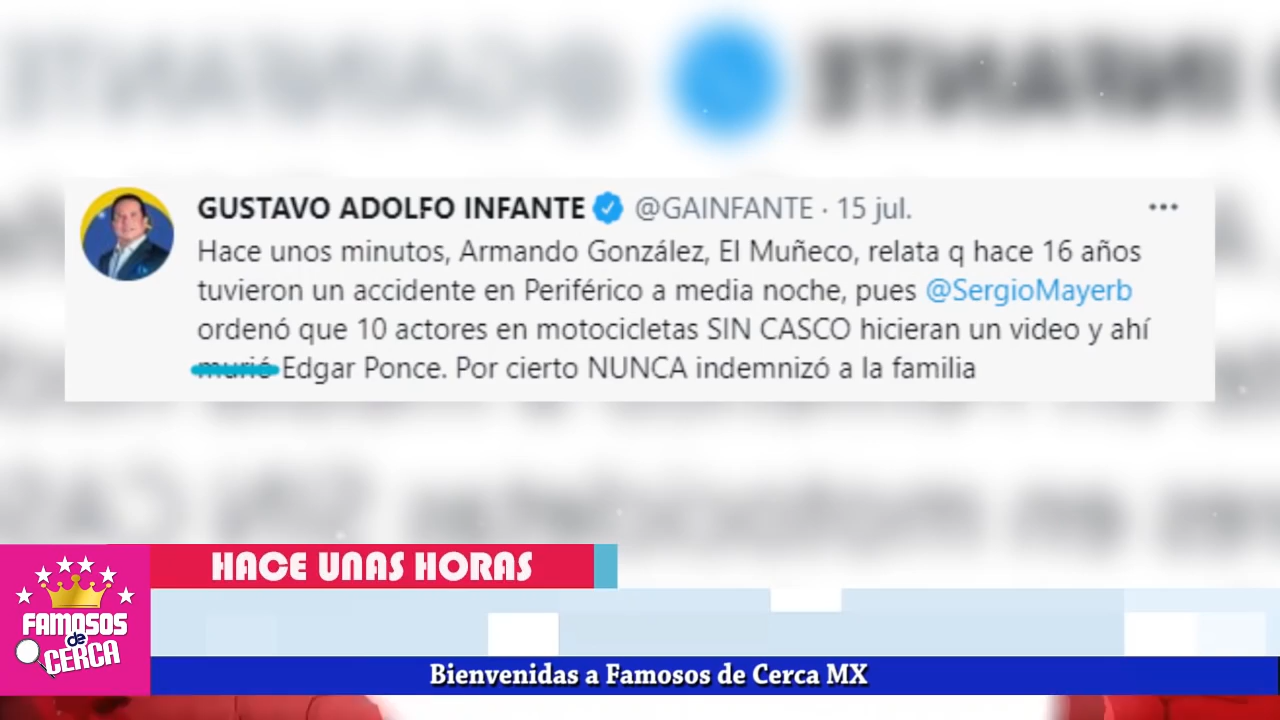 GUSTAVO ADOLFO INFANTE @GAINFANTE · 15 jul.
Hace unos minutos, Armando González, El Muñeco, relata q hace 16 años
tuvieron un accidente en Periférico a media noche, pues @SergioMayerb
ordenó que 10 actores en motocicletas SIN CASCO hicieran un video y ahí
murió Edgar Ponce. Por cierto NUNCA indemnizó a la familia
HACE UNAS HORAS
FAMOSOS
de
CERCA
Bienvenidas a Famosos de Cerca MX